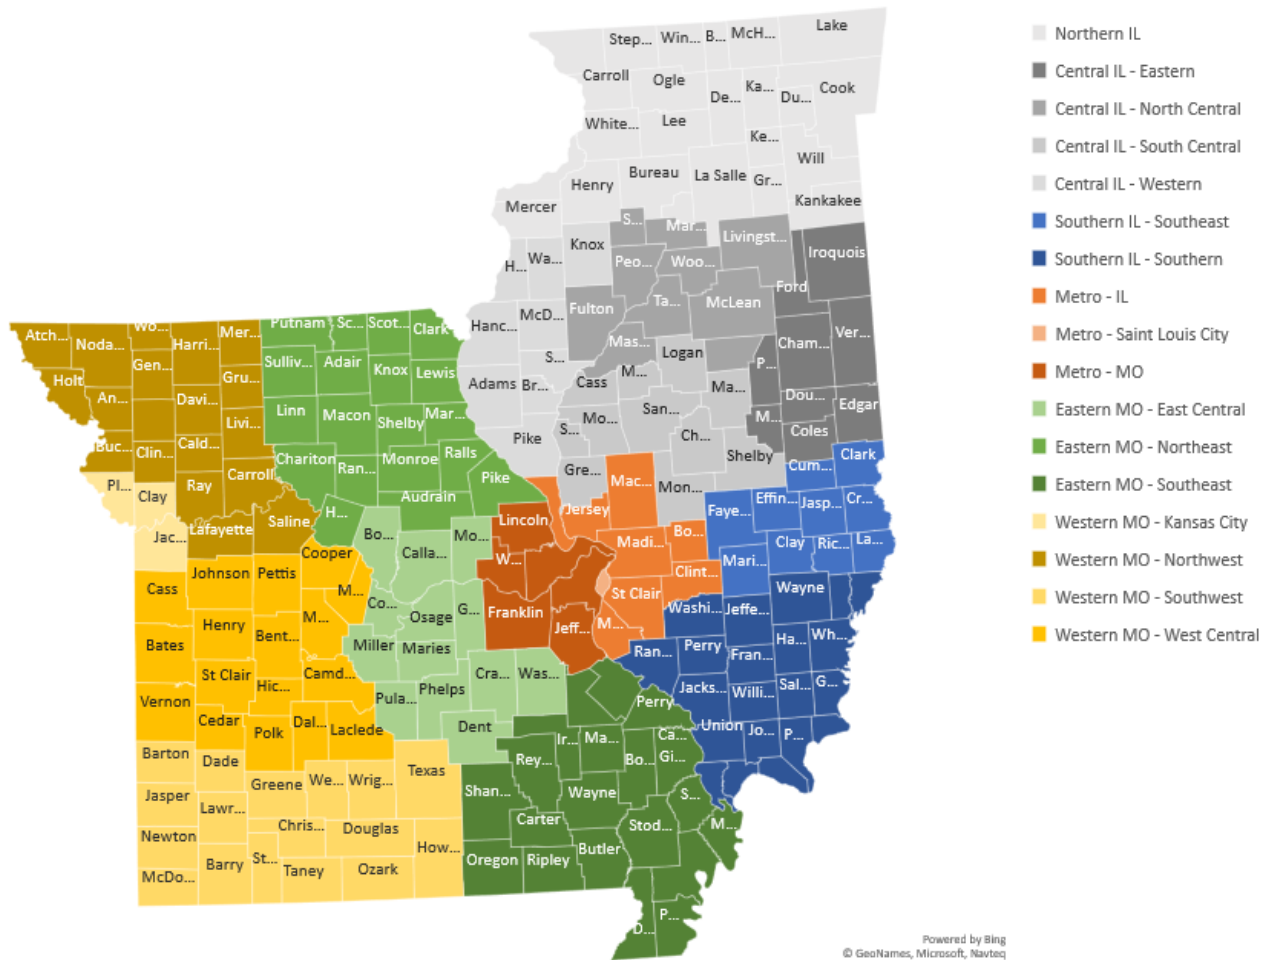 Lake
Step... Win... B... McH...
Carroll Ogle De... Ka... Du... Cook
White... Lee Ke... Will
Henry Bureau La Salle Gr... Kankakee
Mercer
S... Mar... Livingst... Iroquois
H... Wa... Knox Peo... Woo... Ford
Hanc... McD... Fulton Ta... McLean Ver...
S... Mas... Logan P... Cham...
Adams Br... Cass M... Ma... Dou... Edgar
Pike S... Mo... San... Ch... M... Coles
Shelby Cum... Clark
Gre... Mac... Mon...
Jersey Faye... Effin... Jasp... Cr...
Madi... Bo... Mari... Clay Ric... La...
St Clair Clint... Wayne
M... Washi... Jeffe...
Ran... Perry Fran... Ha... Wh...
Jacks... Willi... Sal... G...
Union Jo... P...
Atch... Noda... Wo... Harri... Mer... Putnam Sc... Scot... Clark
Holt Gen... Gru... Sulliv... Adair Knox Lewis
An... Davi... Livi... Linn Macon Shelby Mar...
Buc... Clin... Cald... Carroll Chariton Ran... Monroe Ralls
Pl... Clay Ray Audrain Pike
Jac... Lafayette Saline H... Bo... Calla... Mo... Lincoln
W...
Cass Johnson Pettis Cooper M... Co... Osage G... Franklin Jeff...
Bates Henry Bent... M... Miller Maries
Vernon St Clair Hic... Camd... Pula... Phelps Cra... Was...
Cedar Polk Dal... Laclede Dent Perry
Barton Dade Greene We... Wrig... Texas Rey... Ir... Ma... Bo... Ca... Gi...
Jasper Lawr... Chris... Douglas Shan... Wayne S...
Newton Carter Stod... M...
McDo... Barry St... Taney Ozark How... Oregon Ripley Butler
D... P...
Northern IL
Central IL - Eastern
Central IL - North Central
Central IL - South Central
Central IL - Western
Southern IL - Southeast
Southern IL - Southern
Metro - IL
Metro - Saint Louis City
Metro - MO
Eastern MO - East Central
Eastern MO - Northeast
Eastern MO - Southeast
Western MO - Kansas City
Western MO - Northwest
Western MO - Southwest
Western MO - West Central
Powered by Bing
© GeoNames, Microsoft, Navteq